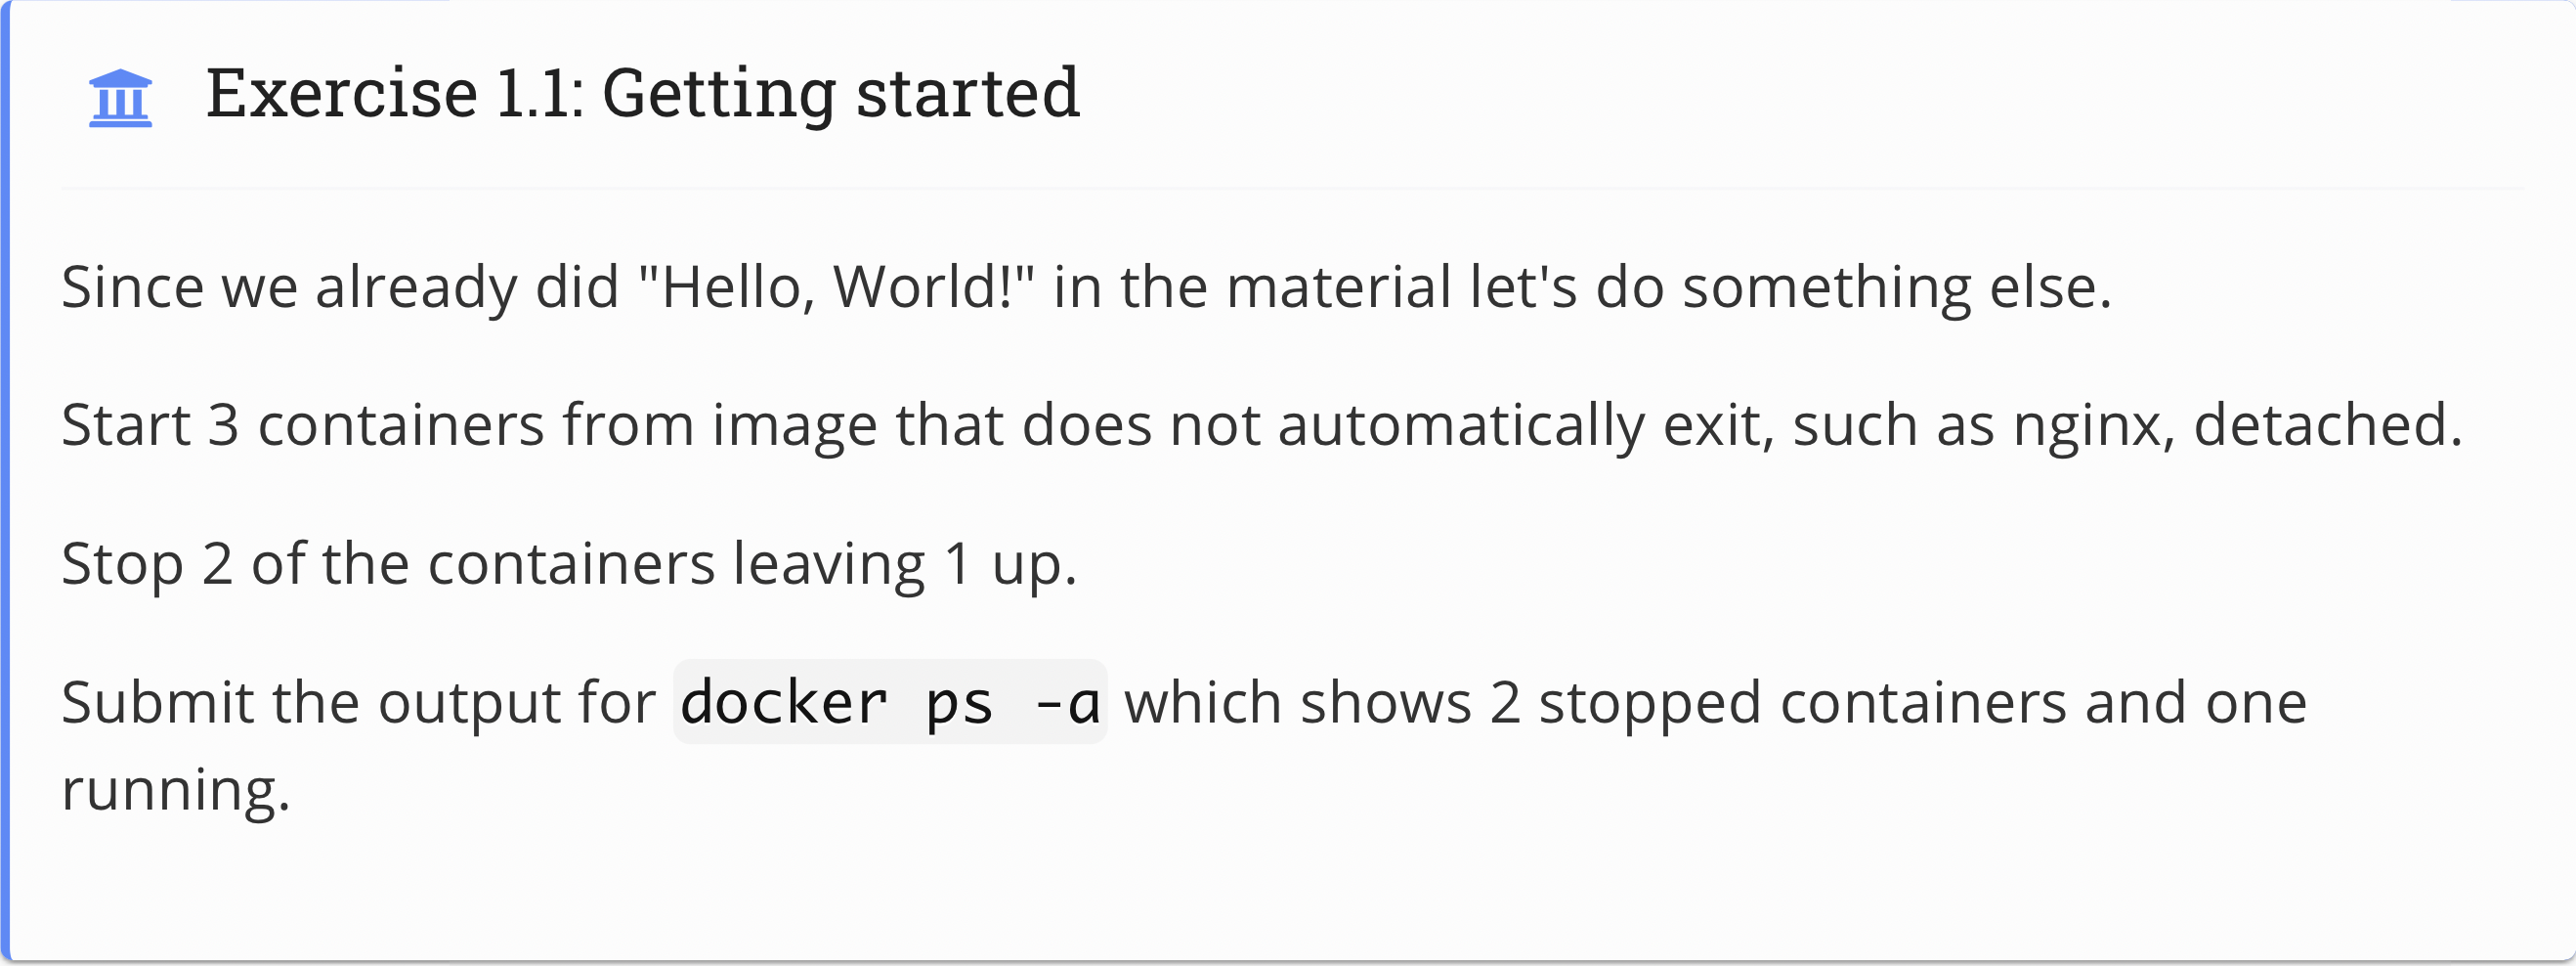 Exercise 1.1: Getting started
Since we already did "Hello, World!" in the material let's do something else.
Start 3 containers from image that does not automatically exit, such as nginx, detached.
Stop 2 of the containers leaving 1 up.
Submit the output for docker ps -a which shows 2 stopped containers and one
running.